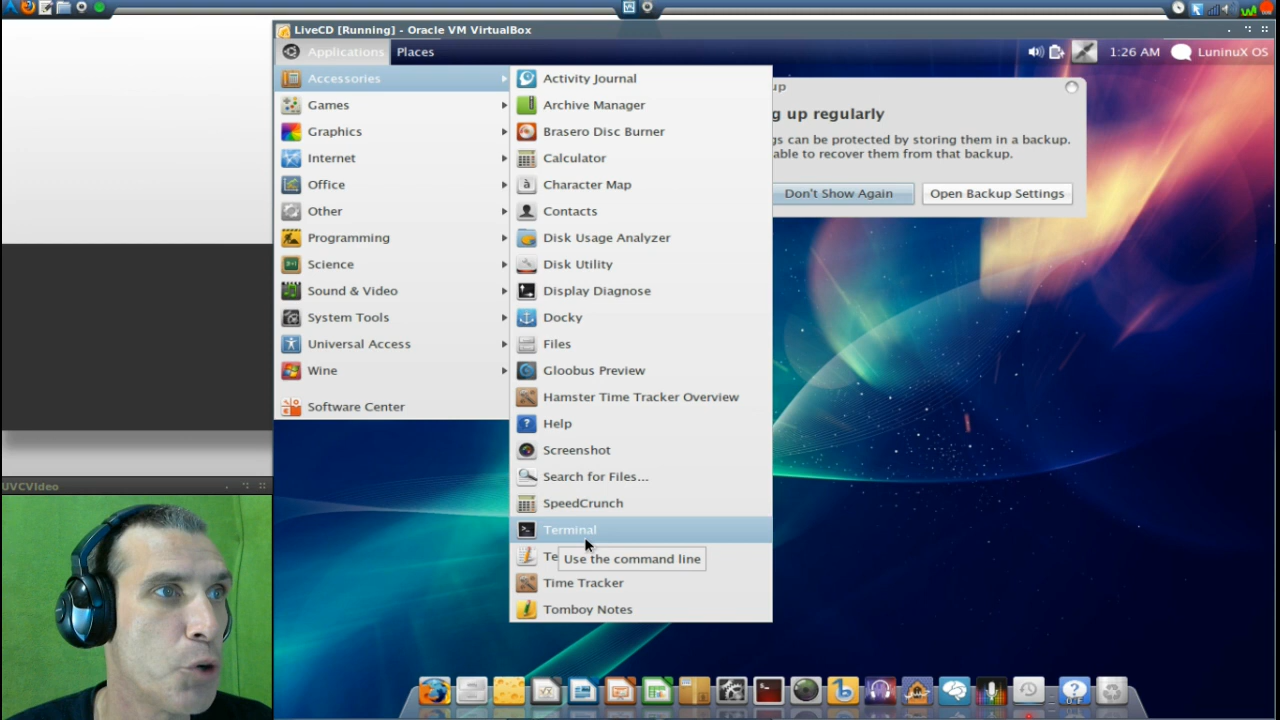 LiveCD [Running] - Oracle VM VirtualBox
Applications Places 1:26 AM LuninuX OS
Accessories
Games
Graphics
Internet
Office
Other
Programming
Science
Sound & Video
System Tools
Universal Access
Wine
Software Center
Activity Journal
Archive Manager
Brasero Disc Burner
Calculator
Character Map
Contacts
Disk Usage Analyzer
Disk Utility
Display Diagnose
Docky
Files
Gloobus Preview
Hamster Time Tracker Overview
Help
Screenshot
Search for Files...
SpeedCrunch
Terminal
Te
Use the command line
Time Tracker
Tomboy Notes
up
g up regularly
gs can be protected by storing them in a backup.
able to recover them from that backup.
Don't Show Again Open Backup Settings
UVCVideo